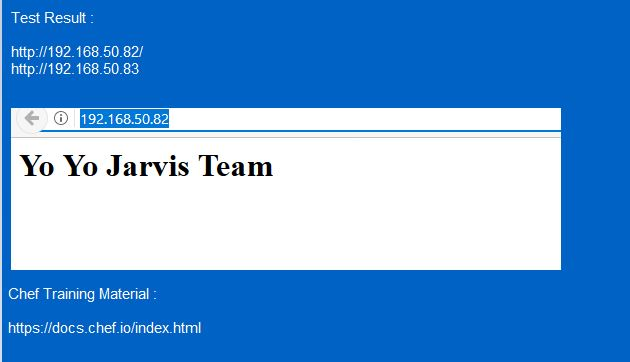 Test Result :
http://192.168.50.82/
http://192.168.50.83
192.168.50.82
Yo Yo Jarvis Team
Chef Training Material :
https://docs.chef.io/index.html